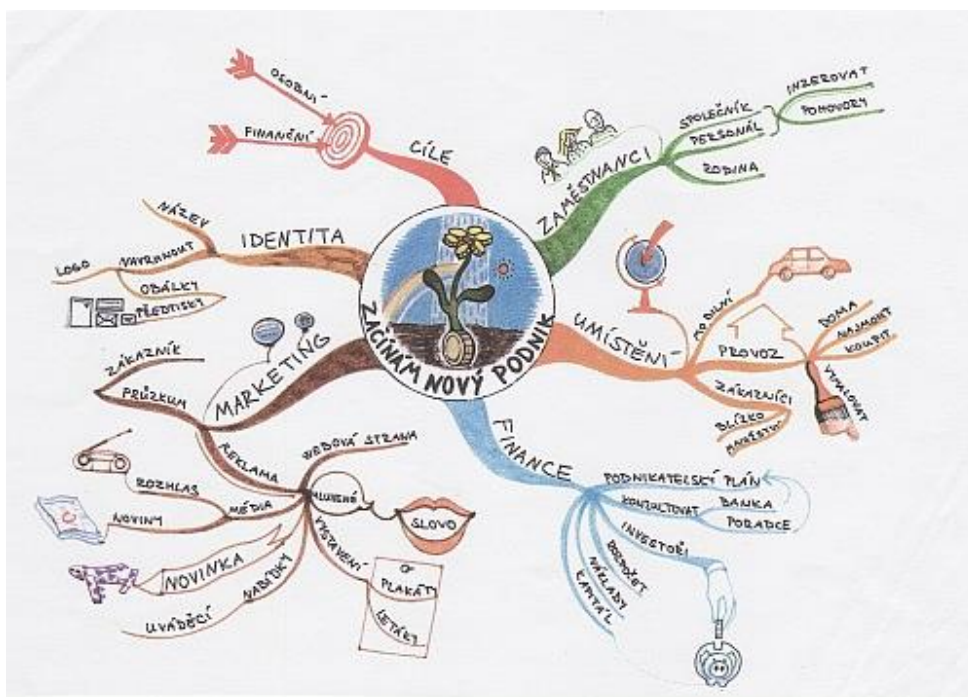 ZAČÍNÁM NOVÝ PODNIK
CÍLE
OSOBNÍ
FINANČNÍ
ZAMĚSTNANCI
SPOLEČNÍK
PERSONÁL
INZEROVAT
POHOVORY
RODINA
UMÍSTĚNÍ
MOBILNÍ
PROVOZ
DOMA
NAJMOUT
KOUPIT
VYMALOVAT
ZÁKAZNÍCI
BLÍZKO
FINANCE
PODNIKATELSKÝ PLÁN
KONZULTOVAT
BANKA
PORADCE
INVESTOŘI
ROZPOČET
NÁKLADY
KAPITÁL
MARKETING
PRŮZKUM
ZÁKAZNÍK
REKLAMA
WEBOVÁ STRANA
MLUVENÉ
SLOVO
MÉDIA
ROZHLAS
NOVINY
VYSTAVENÍ
PLAKÁTY
LETÁKY
NABÍDKY
NOVINKA
UVÁDĚCÍ
IDENTITA
NÁZEV
NAVRHNOUT
LOGO
OBÁLKY
PŘEDTISKY